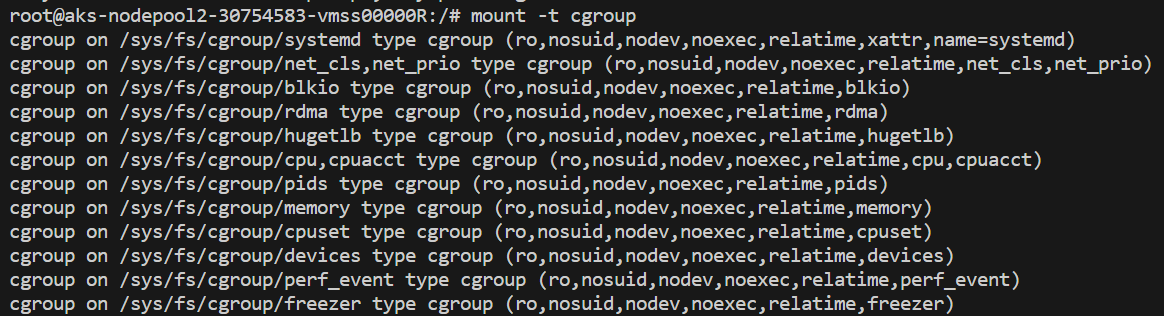 root@aks-nodepool2-30754583-vmss00000R:/# mount -t cgroup
cgroup on /sys/fs/cgroup/systemd type cgroup (ro,nosuid,nodev,noexec,relatime,xattr,name=systemd)
cgroup on /sys/fs/cgroup/net_cls,net_prio type cgroup (ro,nosuid,nodev,noexec,relatime,net_cls,net_prio)
cgroup on /sys/fs/cgroup/blkio type cgroup (ro,nosuid,nodev,noexec,relatime,blkio)
cgroup on /sys/fs/cgroup/rdma type cgroup (ro,nosuid,nodev,noexec,relatime,rdma)
cgroup on /sys/fs/cgroup/hugetlb type cgroup (ro,nosuid,nodev,noexec,relatime,hugetlb)
cgroup on /sys/fs/cgroup/cpu,cpuacct type cgroup (ro,nosuid,nodev,noexec,relatime,cpu,cpuacct)
cgroup on /sys/fs/cgroup/pids type cgroup (ro,nosuid,nodev,noexec,relatime,pids)
cgroup on /sys/fs/cgroup/memory type cgroup (ro,nosuid,nodev,noexec,relatime,memory)
cgroup on /sys/fs/cgroup/cpuset type cgroup (ro,nosuid,nodev,noexec,relatime,cpuset)
cgroup on /sys/fs/cgroup/devices type cgroup (ro,nosuid,nodev,noexec,relatime,devices)
cgroup on /sys/fs/cgroup/perf_event type cgroup (ro,nosuid,nodev,noexec,relatime,perf_event)
cgroup on /sys/fs/cgroup/freezer type cgroup (ro,nosuid,nodev,noexec,relatime,freezer)